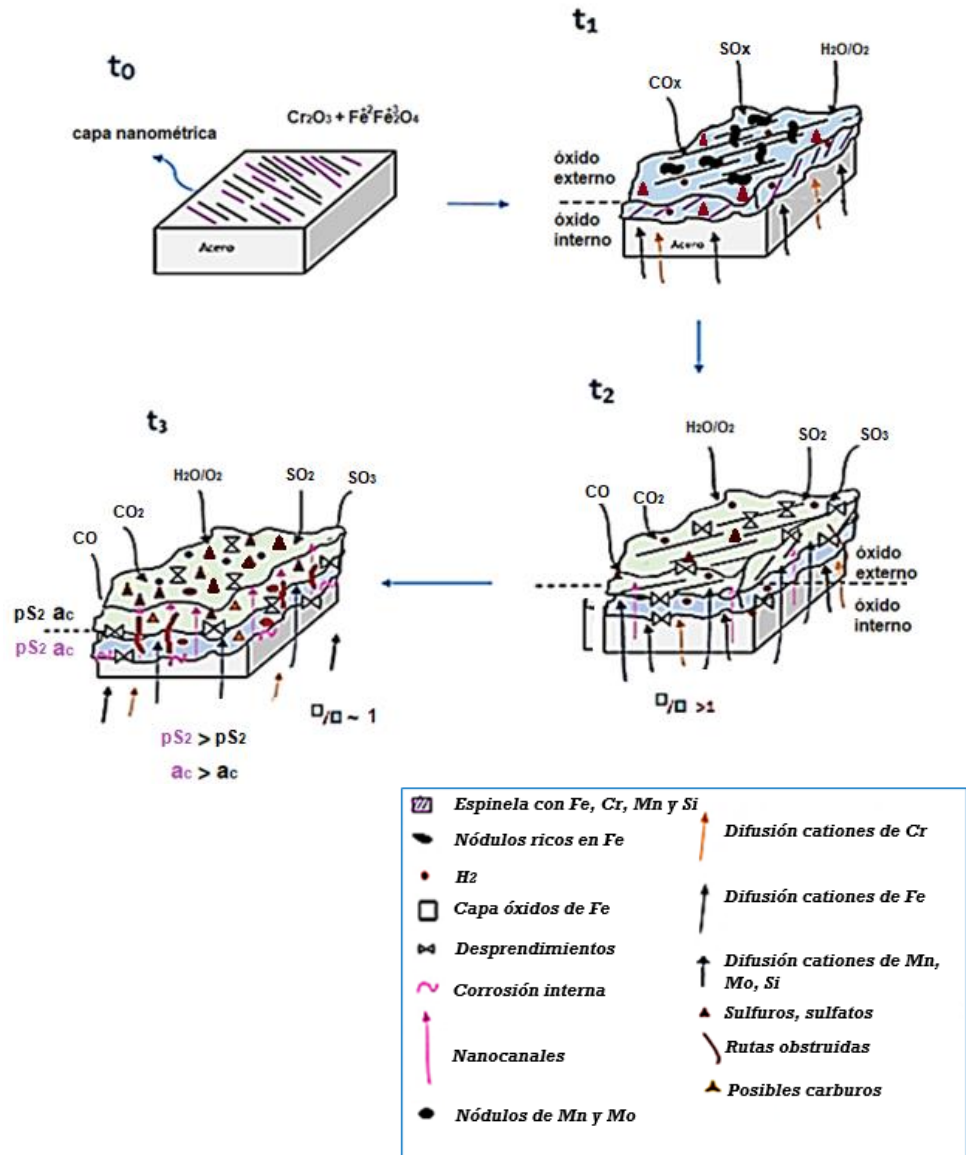 t0
capa nanométrica
Cr2O3 + Fe+2Fe2+3O4
Acero
t1
COx
SOx
H2O/O2
óxido
externo
óxido
interno
Acero
t2
H2O/O2
SO2
SO3
CO
CO2
óxido
externo
óxido
interno
□/□ >1
t3
H2O/O2
SO2
SO3
CO2
CO
pS2 ac
pS2 ac
□/□ ~ 1
pS2 > pS2
ac > ac
Espinela con Fe, Cr, Mn y Si
Nódulos ricos en Fe
H2
Capa óxidos de Fe
Desprendimientos
Corrosión interna
Nanocanales
Nódulos de Mn y Mo
Difusión cationes de Cr
Difusión cationes de Fe
Difusión cationes de Mn,
Mo, Si
Sulfuros, sulfatos
Rutas obstruidas
Posibles carburos